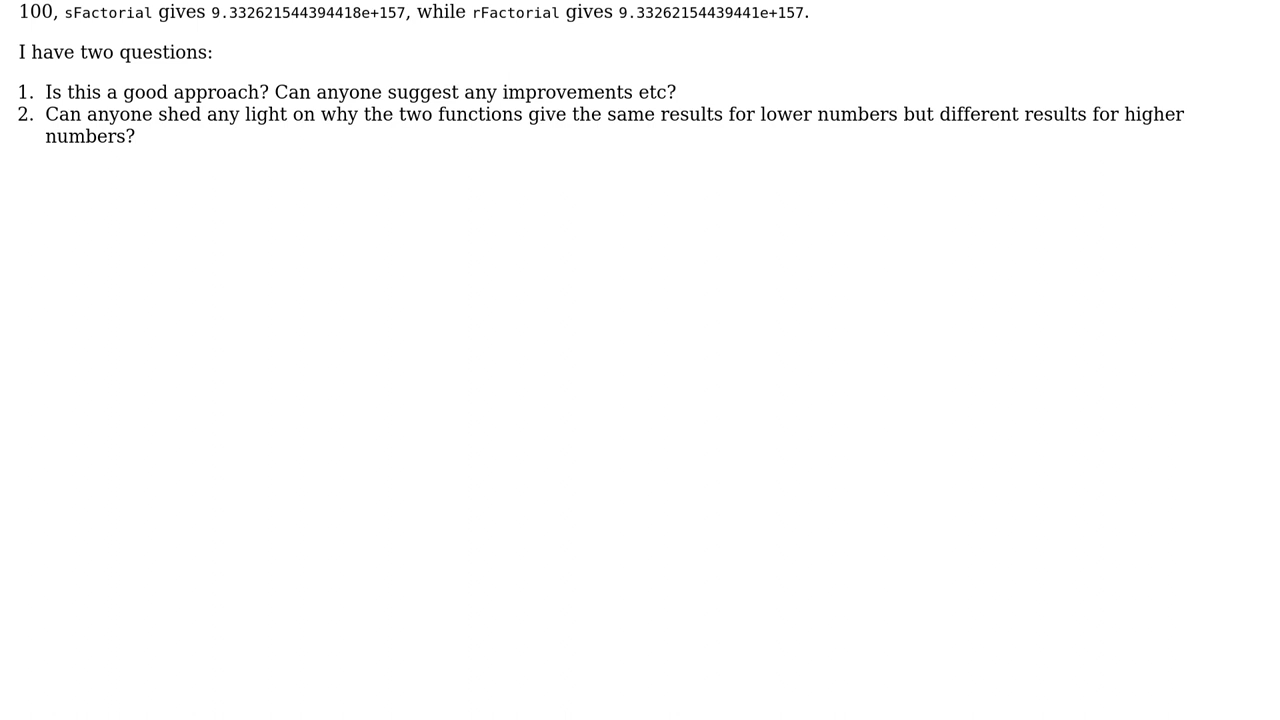 100, sFactorial gives 9.332621544394418e+157, while rFactorial gives 9.33262154439441e+157.
I have two questions:
1. Is this a good approach? Can anyone suggest any improvements etc?
2. Can anyone shed any light on why the two functions give the same results for lower numbers but different results for higher
numbers?